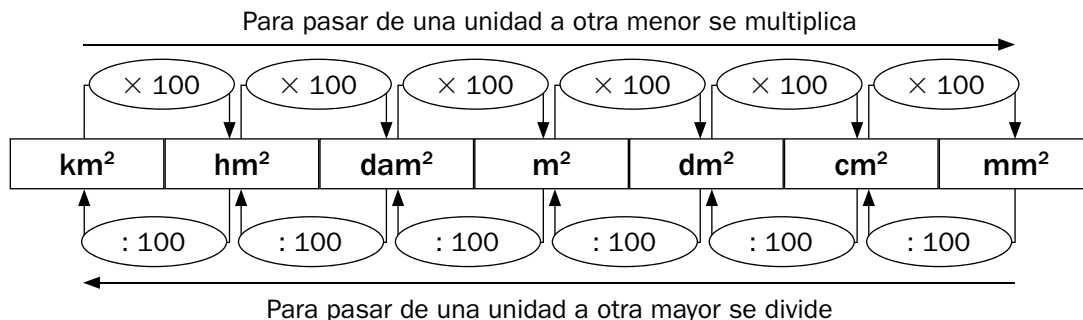 Para pasar de una unidad a otra menor se multiplica
× 100 × 100 × 100 × 100 × 100 × 100
km² hm² dam² m² dm² cm² mm²
: 100 : 100 : 100 : 100 : 100 : 100
Para pasar de una unidad a otra mayor se divide